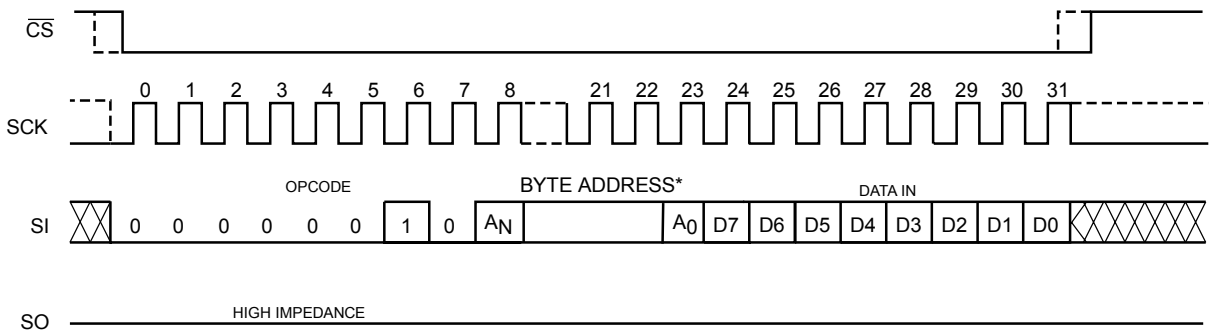 CS
0 1 2 3 4 5 6 7 8 21 22 23 24 25 26 27 28 29 30 31
SCK
OPCODE BYTE ADDRESS* DATA IN
SI 0 0 0 0 0 0 1 0 AN A0 D7 D6 D5 D4 D3 D2 D1 D0
HIGH IMPEDANCE
SO